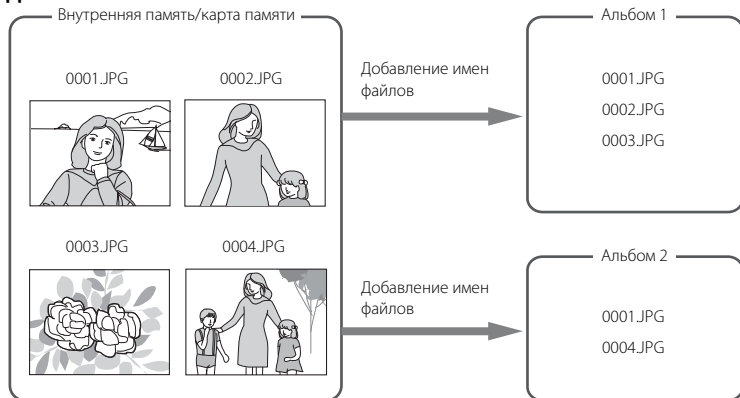 Внутренняя память/карта памяти
0001.JPG
0002.JPG
0003.JPG
0004.JPG
Добавление имен
файлов
Альбом 1
0001.JPG
0002.JPG
0003.JPG
Добавление имен
файлов
Альбом 2
0001.JPG
0004.JPG